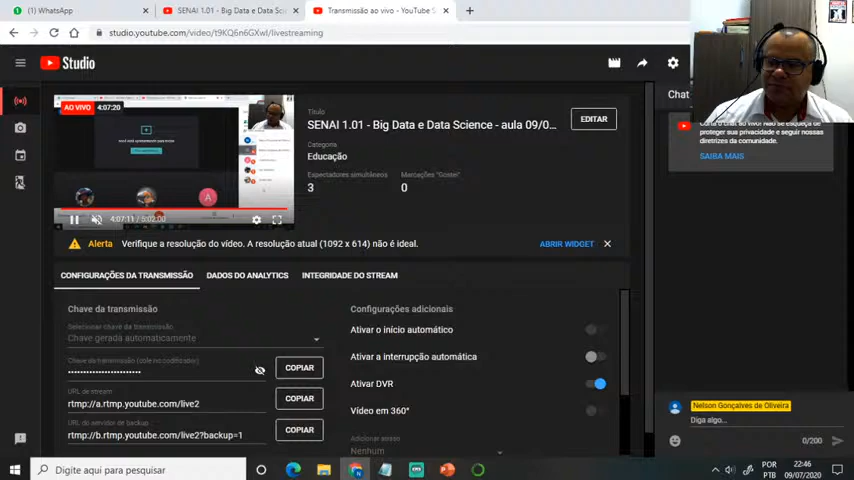 (1) WhatsApp
SENAI 1.01 - Big Data e Data Sci
Transmissão ao vivo - YouTube S
studio.youtube.com/video/t9KQ6n6GXwI/livestreaming
Studio
AO VIVO 4:07:20
4:07:11 / 5:02:00
Título
SENAI 1.01 - Big Data e Data Science - aula 09/0...
EDITAR
Categoria
Educação
Espectadores simultâneos
Marcações "Gostei"
3
0
Chat
proteger sua privacidade e seguir nossas
diretrizes da comunidade.
SAIBA MAIS
Alerta Verifique a resolução do vídeo. A resolução atual (1092 x 614) não é ideal.
ABRIR WIDGET
CONFIGURAÇÕES DA TRANSMISSÃO
DADOS DO ANALYTICS
INTEGRIDADE DO STREAM
Chave da transmissão
Selecionar chave da transmissão
Chave gerada automaticamente
Chave da transmissão (cole no codificador)
COPIAR
URL do stream
rtmp://a.rtmp.youtube.com/live2
COPIAR
URL do servidor de backup
rtmp://b.rtmp.youtube.com/live2?backup=1
COPIAR
Configurações adicionais
Ativar o início automático
Ativar a interrupção automática
Ativar DVR
Vídeo em 360°
Adicionar atraso
Nenhum
Nelson Gonçalves de Oliveira
Diga algo...
0/200
Digite aqui para pesquisar
POR
PTB
22:46
09/07/2020